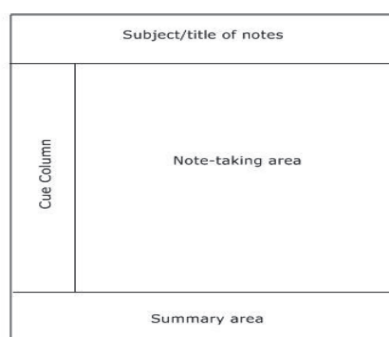 Subject/title of notes
Cue Column
Note-taking area
Summary area